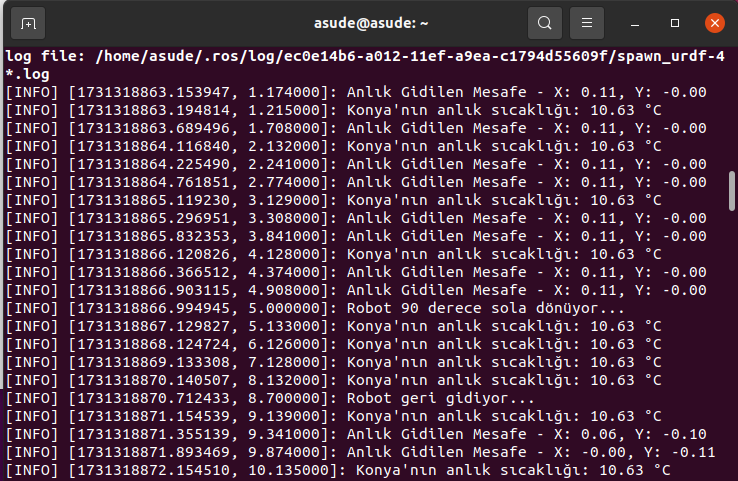 asude@asude: ~
log file: /home/asude/.ros/log/ec0e14b6-a012-11ef-a9ea-c1794d55609f/spawn_urdf-4
*.log
[INFO] [1731318863.153947, 1.174000]: Anlık Gidilen Mesafe - X: 0.11, Y: -0.00
[INFO] [1731318863.194814, 1.215000]: Konya'nın anlık sıcaklığı: 10.63 °C
[INFO] [1731318863.689496, 1.708000]: Anlık Gidilen Mesafe - X: 0.11, Y: -0.00
[INFO] [1731318864.116840, 2.132000]: Konya'nın anlık sıcaklığı: 10.63 °C
[INFO] [1731318864.225490, 2.241000]: Anlık Gidilen Mesafe - X: 0.11, Y: -0.00
[INFO] [1731318864.761851, 2.774000]: Anlık Gidilen Mesafe - X: 0.11, Y: -0.00
[INFO] [1731318865.119230, 3.129000]: Konya'nın anlık sıcaklığı: 10.63 °C
[INFO] [1731318865.296951, 3.308000]: Anlık Gidilen Mesafe - X: 0.11, Y: -0.00
[INFO] [1731318865.832353, 3.841000]: Anlık Gidilen Mesafe - X: 0.11, Y: -0.00
[INFO] [1731318866.120826, 4.128000]: Konya'nın anlık sıcaklığı: 10.63 °C
[INFO] [1731318866.366512, 4.374000]: Anlık Gidilen Mesafe - X: 0.11, Y: -0.00
[INFO] [1731318866.903115, 4.908000]: Anlık Gidilen Mesafe - X: 0.11, Y: -0.00
[INFO] [1731318866.994945, 5.000000]: Robot 90 derece sola dönüyor...
[INFO] [1731318867.129827, 5.133000]: Konya'nın anlık sıcaklığı: 10.63 °C
[INFO] [1731318868.124724, 6.126000]: Konya'nın anlık sıcaklığı: 10.63 °C
[INFO] [1731318869.133308, 7.128000]: Konya'nın anlık sıcaklığı: 10.63 °C
[INFO] [1731318870.140507, 8.132000]: Konya'nın anlık sıcaklığı: 10.63 °C
[INFO] [1731318870.712433, 8.700000]: Robot geri gidiyor...
[INFO] [1731318871.154539, 9.139000]: Konya'nın anlık sıcaklığı: 10.63 °C
[INFO] [1731318871.355139, 9.341000]: Anlık Gidilen Mesafe - X: 0.06, Y: -0.10
[INFO] [1731318871.893469, 9.874000]: Anlık Gidilen Mesafe - X: -0.00, Y: -0.11
[INFO] [1731318872.154510, 10.135000]: Konya'nın anlık sıcaklığı: 10.63 °C